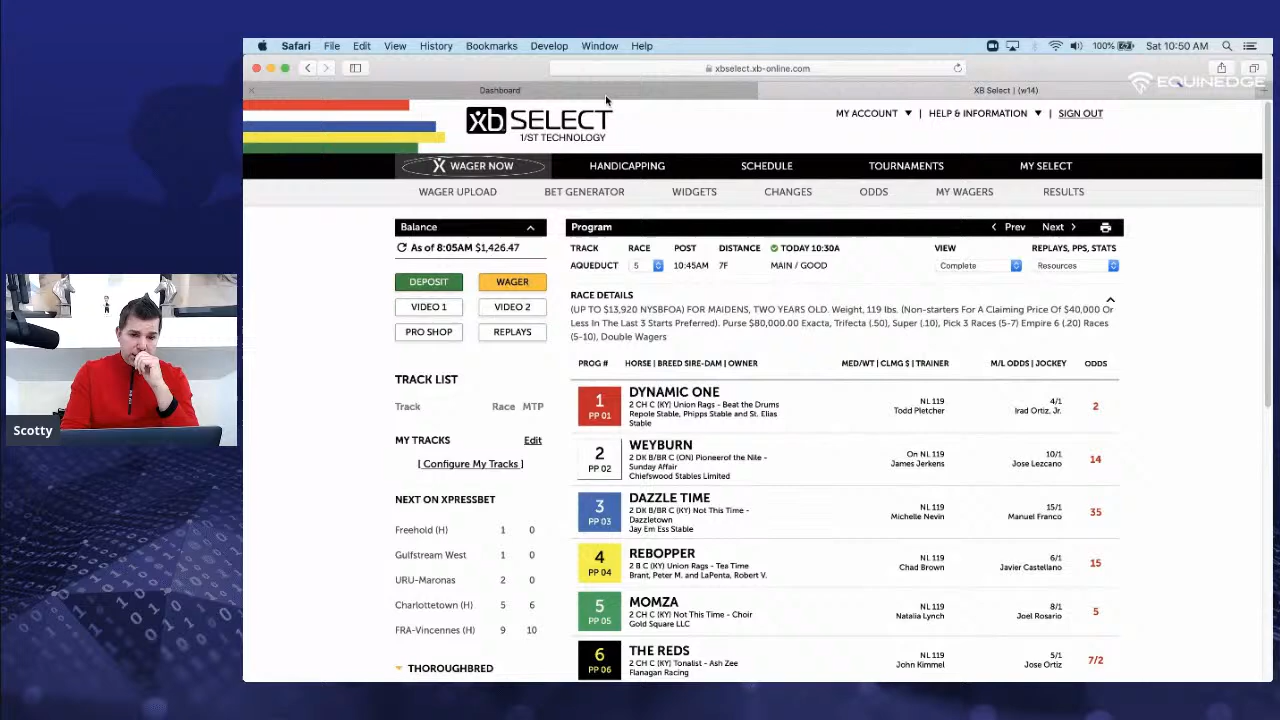 Safari File Edit View History Bookmarks Develop Window Help
100% Sat 10:50 AM
xbselect.xb-online.com
EQUINEDGE
Dashboard
XB Select | (w14)
xb SELECT
1/ST TECHNOLOGY
MY ACCOUNT | HELP & INFORMATION | SIGN OUT
X WAGER NOW HANDICAPPING SCHEDULE TOURNAMENTS MY SELECT
WAGER UPLOAD BET GENERATOR WIDGETS CHANGES ODDS MY WAGERS RESULTS
Balance
As of 8:05AM $1,426.47
DEPOSIT WAGER
VIDEO 1 VIDEO 2
PRO SHOP REPLAYS
TRACK LIST
Track Race MTP
MY TRACKS Edit
[ Configure My Tracks ]
NEXT ON XPRESSBET
Freehold (H) 1 0
Gulfstream West 1 0
URU-Maronas 2 0
Charlottetown (H) 5 6
FRA-Vincennes (H) 9 10
THOROUGHBRED
Program Prev Next
TRACK RACE POST DISTANCE TODAY 10:30A VIEW REPLAYS, PPS, STATS
AQUEDUCT 5 10:45AM 7F MAIN / GOOD Complete Resources
RACE DETAILS
(UP TO $13,920 NYSBFOA) FOR MAIDENS, TWO YEARS OLD. Weight, 119 lbs. (Non-starters For A Claiming Price Of $40,000 Or
Less In The Last 3 Starts Preferred). Purse $80,000.00 Exacta, Trifecta (.50), Super (.10), Pick 3 Races (5-7) Empire 6 (.20) Races
(5-10), Double Wagers
PROG # HORSE | BREED SIRE-DAM | OWNER MED/WT | CLMG $ | TRAINER M/L ODDS | JOCKEY ODDS
1
PP 01
DYNAMIC ONE
2 CH C (KY) Union Rags - Beat the Drums
Repole Stable, Phipps Stable and St. Elias
Stable
NL 119
Todd Pletcher
4/1
Irad Ortiz, Jr.
2
2
PP 02
WEYBURN
2 DK B/BR C (ON) Pioneerof the Nile -
Sunday Affair
Chiefswood Stables Limited
On NL 119
James Jerkens
10/1
Jose Lezcano
14
3
PP 03
DAZZLE TIME
2 DK B/BR C (KY) Not This Time -
Dazzletown
Jay Em Ess Stable
NL 119
Michelle Nevin
15/1
Manuel Franco
35
4
PP 04
REBOPPER
2 B C (KY) Union Rags - Tea Time
Brant, Peter M. and LaPenta, Robert V.
NL 119
Chad Brown
6/1
Javier Castellano
15
5
PP 05
MOMZA
2 CH C (KY) Not This Time - Choir
Gold Square LLC
NL 119
Natalia Lynch
8/1
Joel Rosario
5
6
PP 06
THE REDS
2 CH C (KY) Tonalist - Ash Zee
Flanagan Racing
NL 119
John Kimmel
5/1
Jose Ortiz
7/2
Scotty